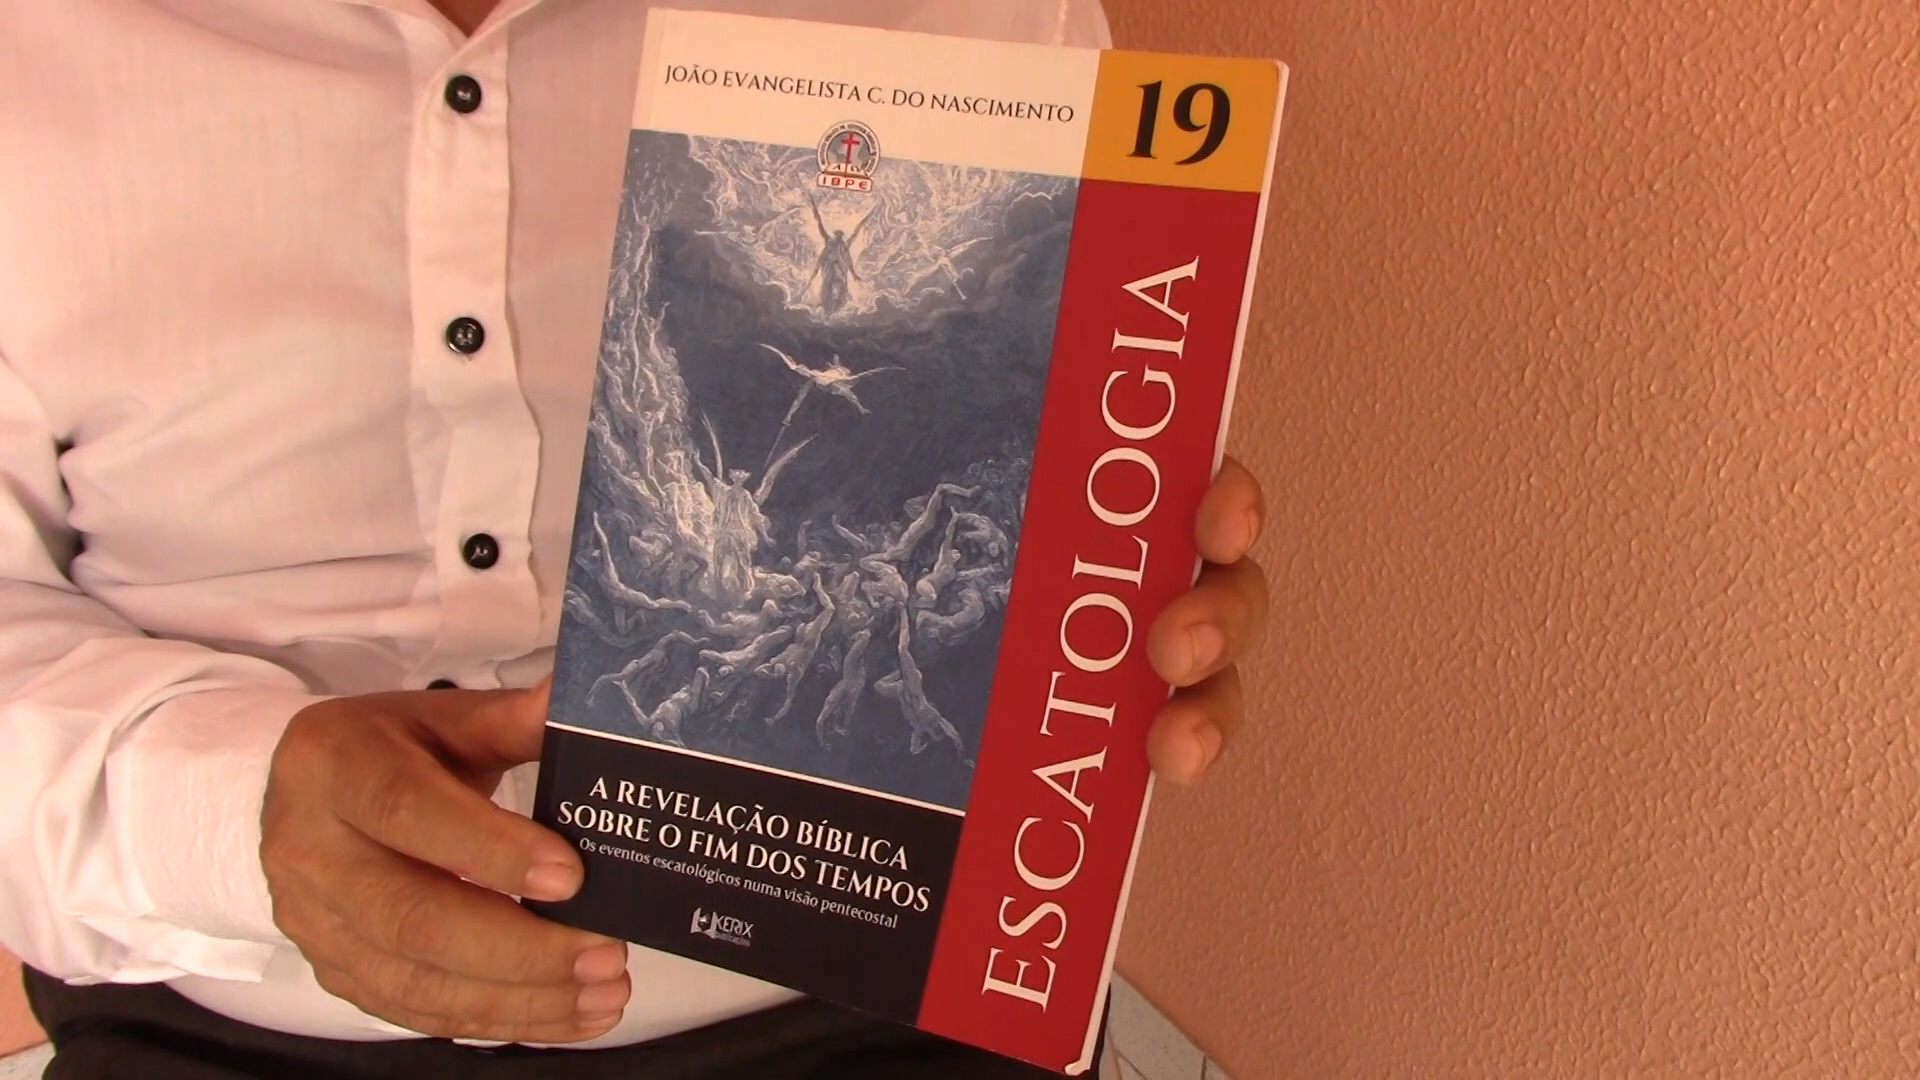 JOÃO EVANGELISTA C. DO NASCIMENTO
19
IBPE
ESCATOLOGIA
A REVELAÇÃO BÍBLICA
SOBRE O FIM DOS TEMPOS
Os eventos escatológicos numa visão pentecostal
KERIX